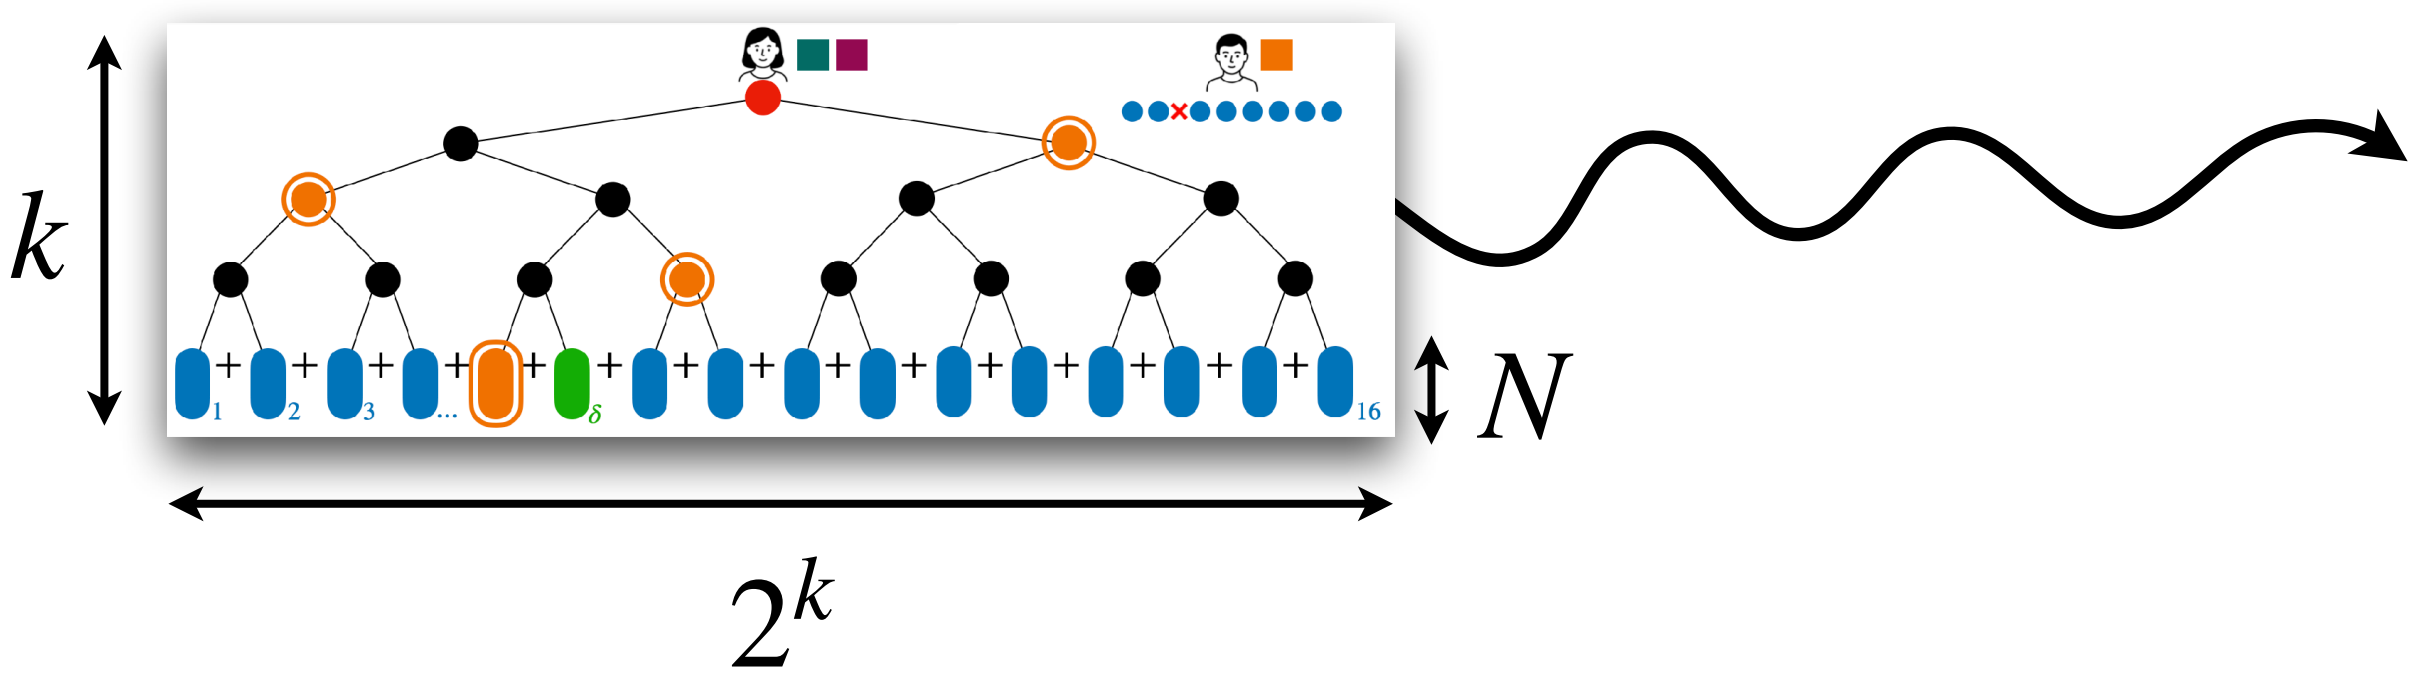 k
+ + + + + + + + + + + + + + +
1 2 3 ... δ 16
N
2^k